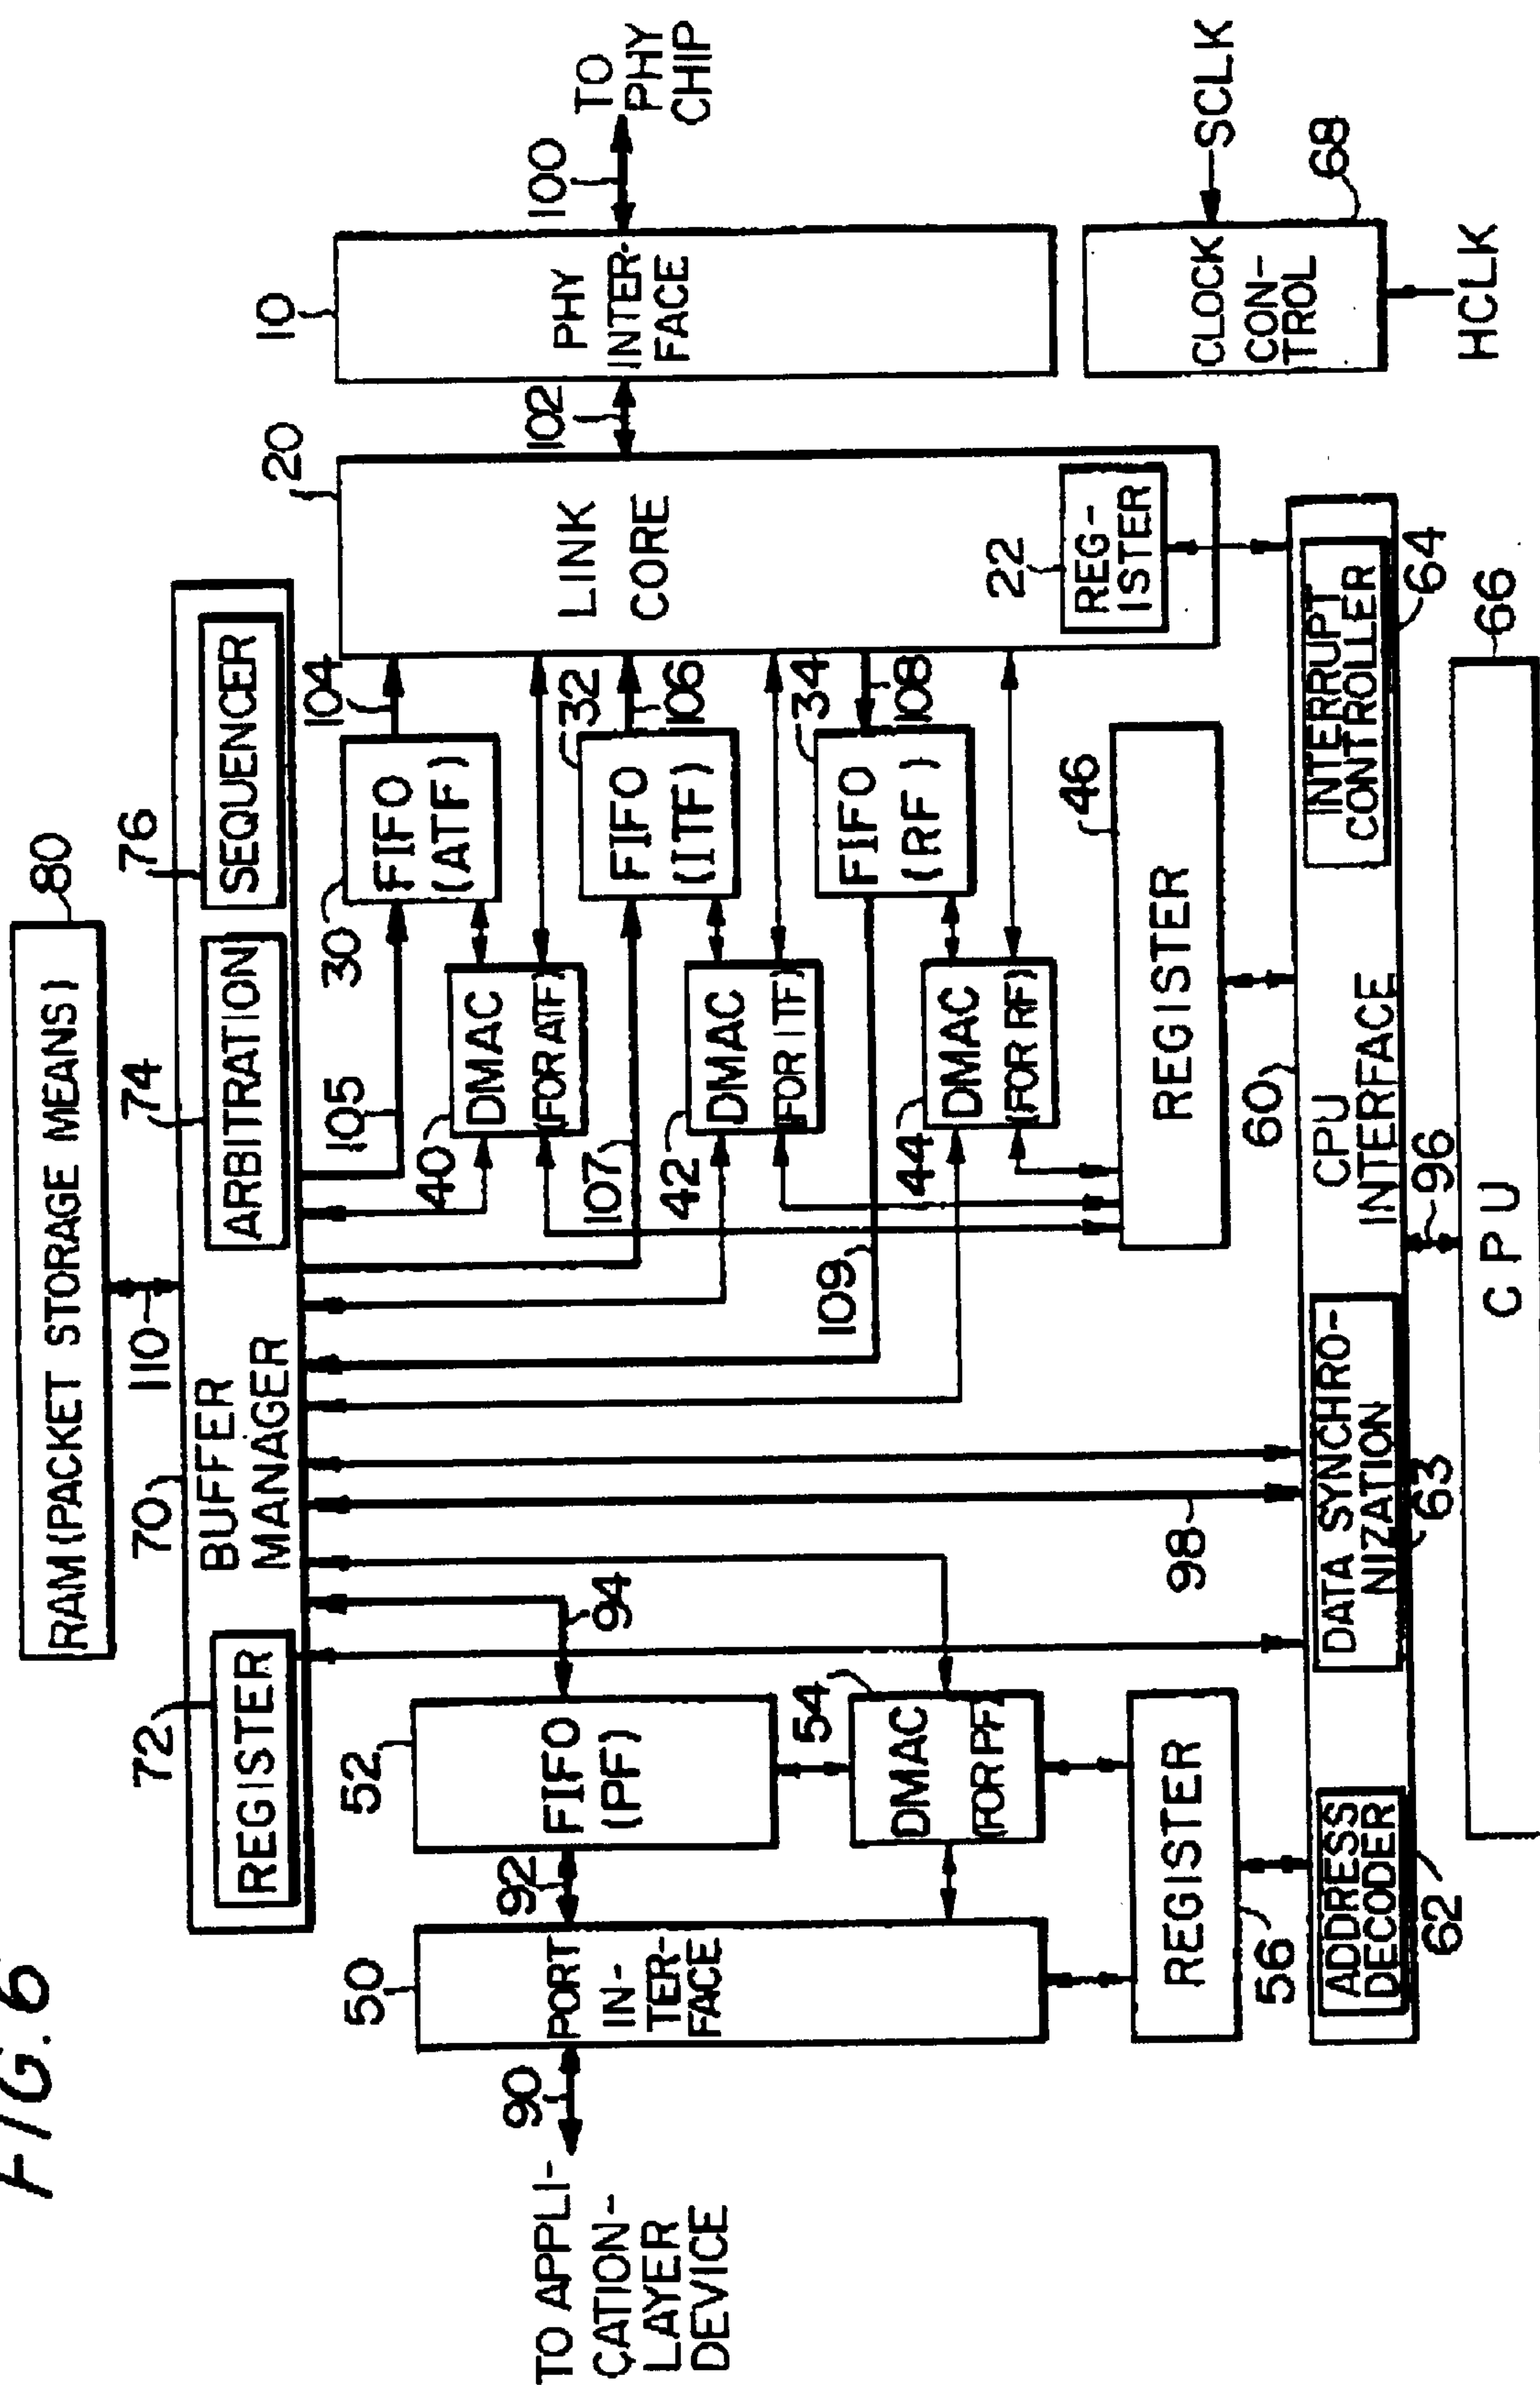 FIG. 6
RAM (PACKET STORAGE MEANS)
80
110
70
72
74
76
REGISTER
BUFFER
MANAGER
ARBITRATION
SEQUENCER
20
10
TO APPLI-
CATION-
LAYER
DEVICE
90
50
PORT
IN-
TER-
FACE
92
52
FIFO
(PF)
94
54
DMAC
(FOR PF)
REGISTER
56
98
105
30
FIFO
(ATF)
104
40
DMAC
(FOR ATF)
107
32
FIFO
(ITF)
106
42
DMAC
(FOR ITF)
109
34
FIFO
(RF)
108
44
DMAC
(FOR RF)
46
REGISTER
LINK
CORE
22
REG-
ISTER
102
PHY
INTER-
FACE
100
TO
PHY
CHIP
CLOCK
CON-
TROL
SCLK
68
HCLK
60
ADDRESS
DECODER
62
DATA SYNCHRO-
NIZATION
63
CPU
INTERFACE
INTERRUPT
CONTROLLER
64
96
66
CPU